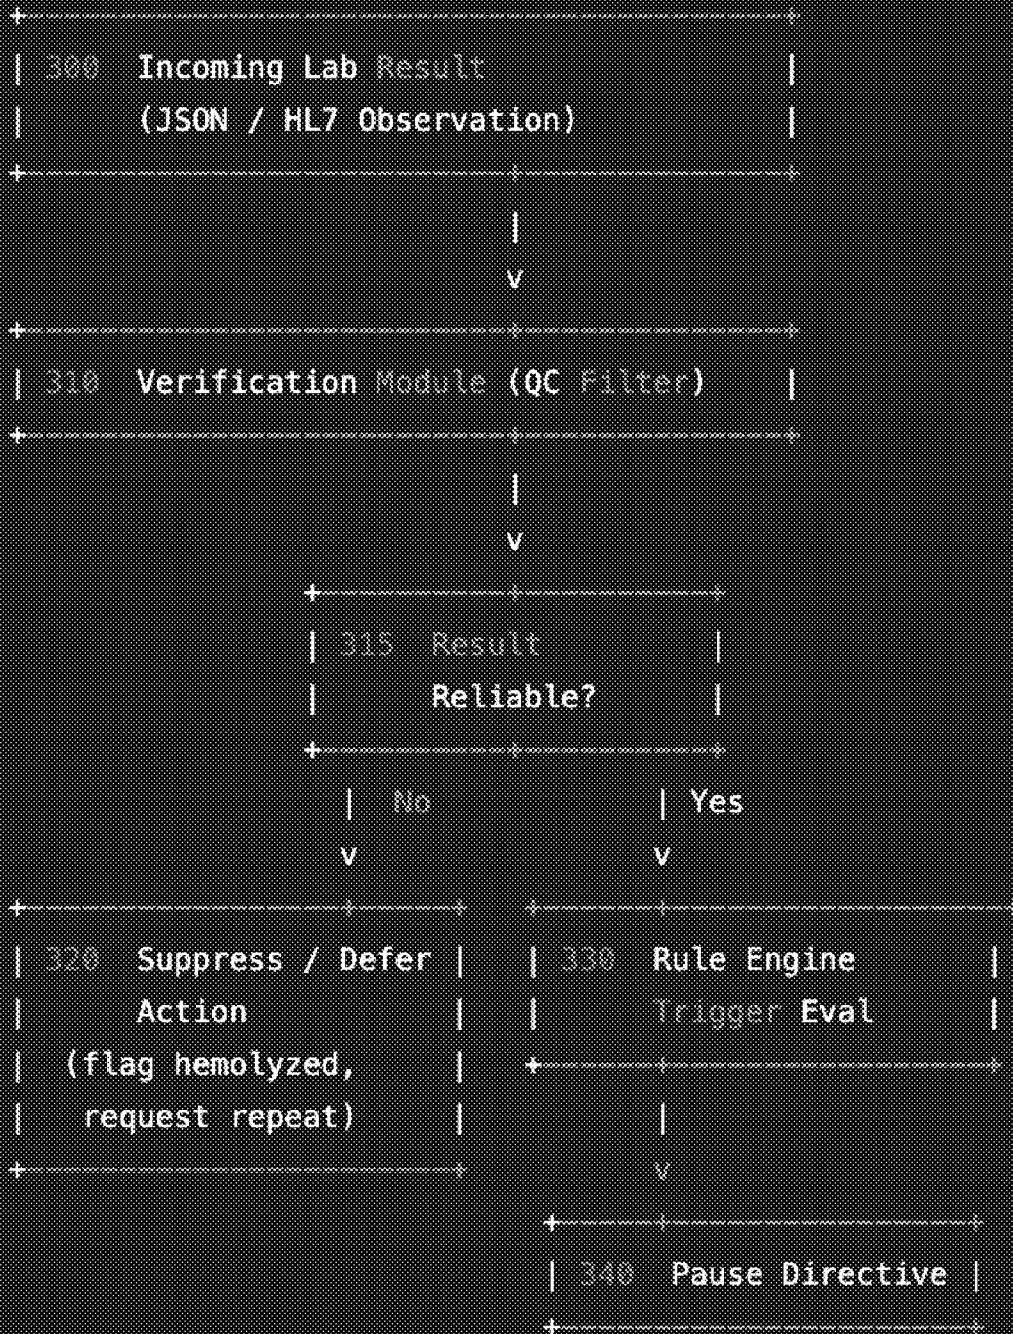 300 Incoming Lab Result
(JSON / HL7 Observation)
310 Verification Module (QC Filter)
315 Result
Reliable?
No
Yes
320 Suppress / Defer
Action
(flag hemolyzed,
request repeat)
330 Rule Engine
Trigger Eval
340 Pause Directive